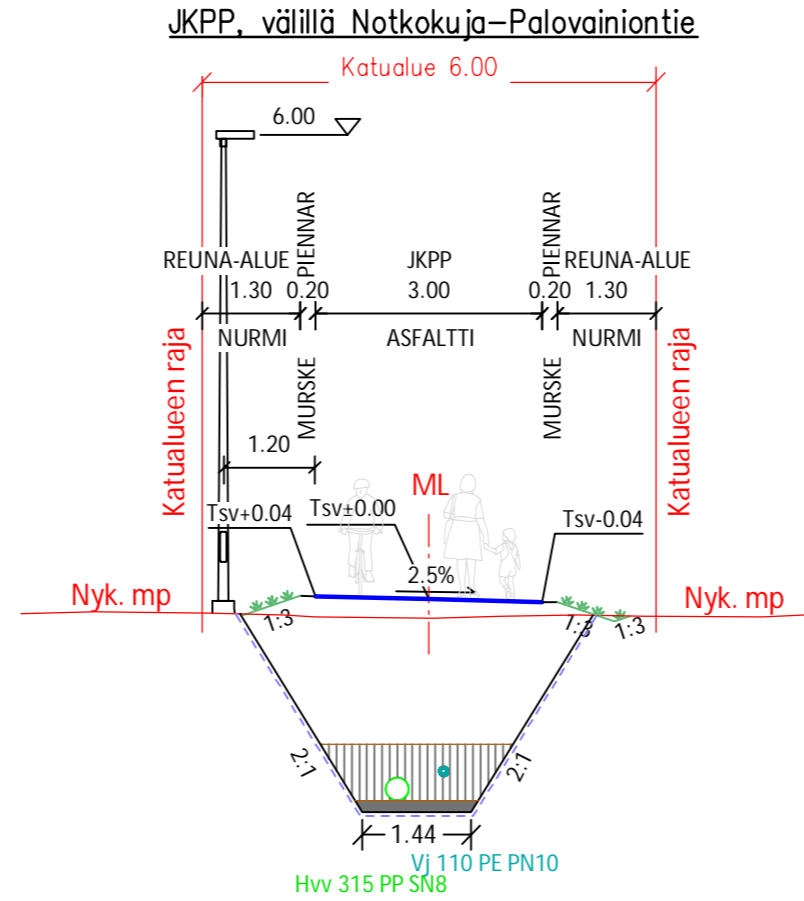 JKPP, välillä Notkokuja–Palovainiontie
Katualue 6.00
6.00
PIENNAR
PIENNAR
REUNA-ALUE
JKPP
REUNA-ALUE
1.30
0.20
3.00
0.20
1.30
NURMI
ASFALTTI
NURMI
MURSKE
MURSKE
Katualueen raja
Katualueen raja
1.20
ML
Tsv+0.04
Tsv±0.00
Tsv-0.04
2.5%
Nyk. mp
Nyk. mp
1:3
1:3
1:3
2:1
2:1
1.44
Vj 110 PE PN10
Hvv 315 PP SN8